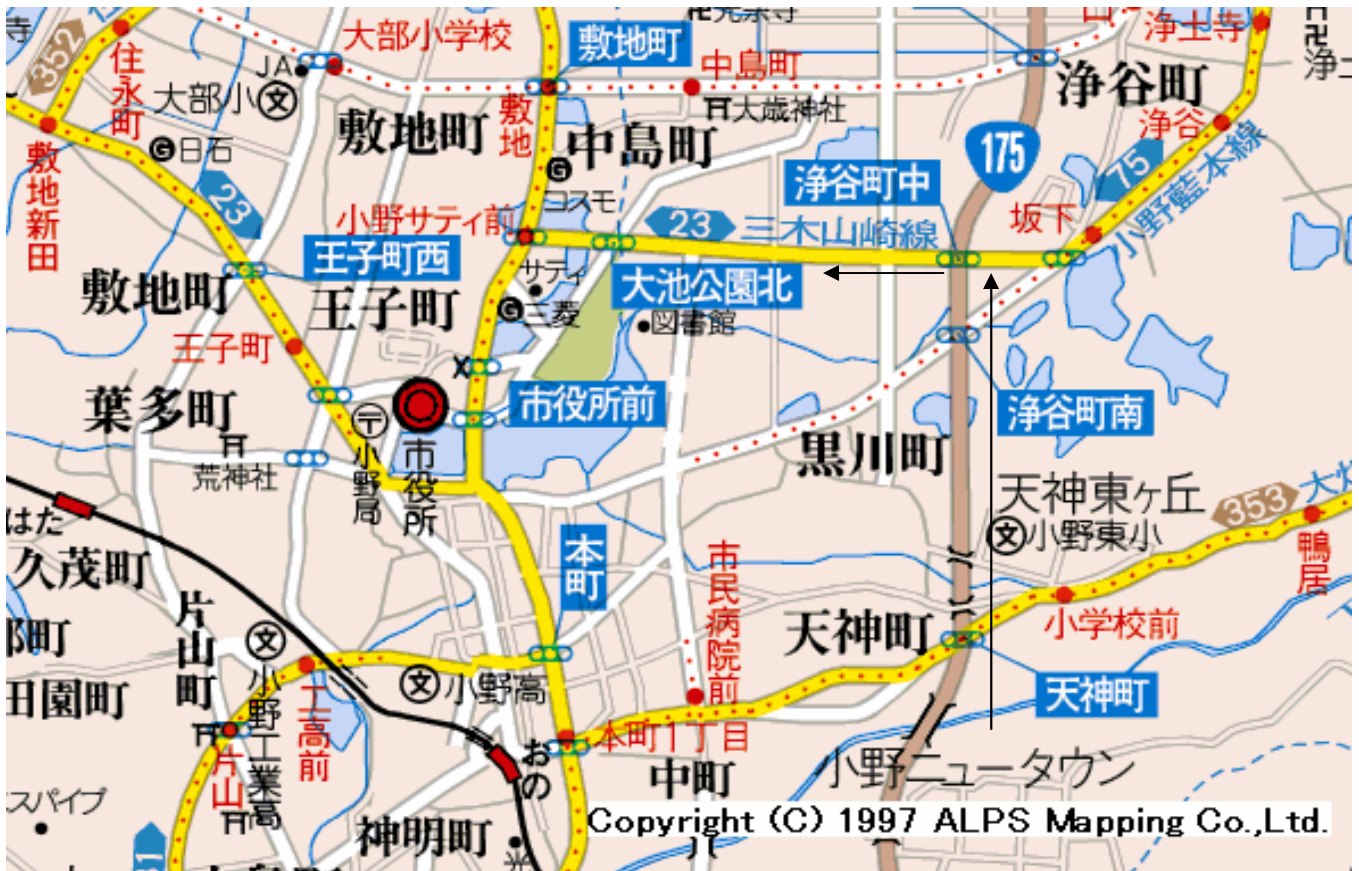 大部小学校
敷地町
中島町
浄土寺
352
住永町
JA
大部小
文
敷地町
敷地
大歳神社
浄谷町
浄谷
G日石
中島町
175
75
敷地新田
23
Gコスモ
浄谷町中
小野サティ前
23
三木山崎線
坂下
小野藍本線
王子町西
サティ
大池公園北
敷地町
王子町
G三菱
図書館
王子町
葉多町
市役所前
浄谷町南
荒神社
〒
小野局
市役所
黒川町
天神東ヶ丘
353
はた
久茂町
文小野東小
鴨居
本町
市民病院前
小学校前
片山町
天神町
田園町
文
小野工業高
工高前
文小野高
天神町
片山
おの
本町1丁目
中町
小野ニュータウン
神明町
Copyright (C) 1997 ALPS Mapping Co.,Ltd.